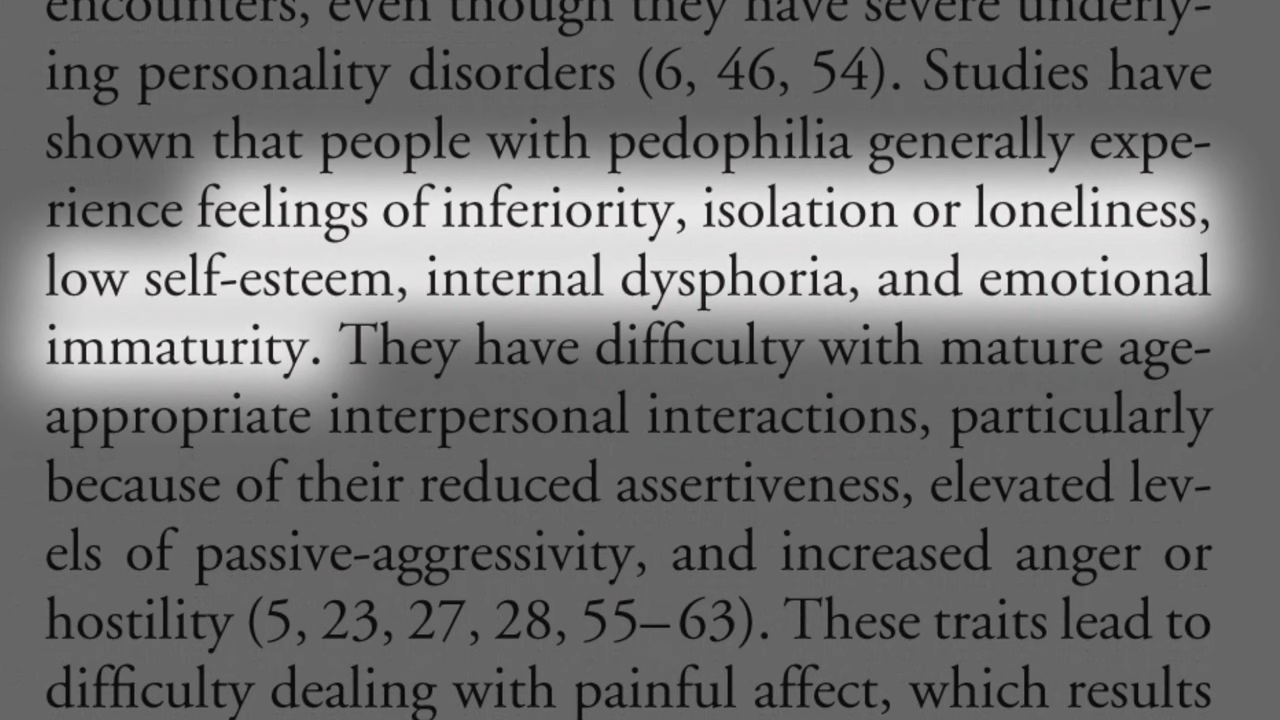 encounters, even though they have severe underly-
ing personality disorders (6, 46, 54). Studies have
shown that people with pedophilia generally expe-
rience feelings of inferiority, isolation or loneliness,
low self-esteem, internal dysphoria, and emotional
immaturity. They have difficulty with mature age-
appropriate interpersonal interactions, particularly
because of their reduced assertiveness, elevated lev-
els of passive-aggressivity, and increased anger or
hostility (5, 23, 27, 28, 55–63). These traits lead to
difficulty dealing with painful affect, which results